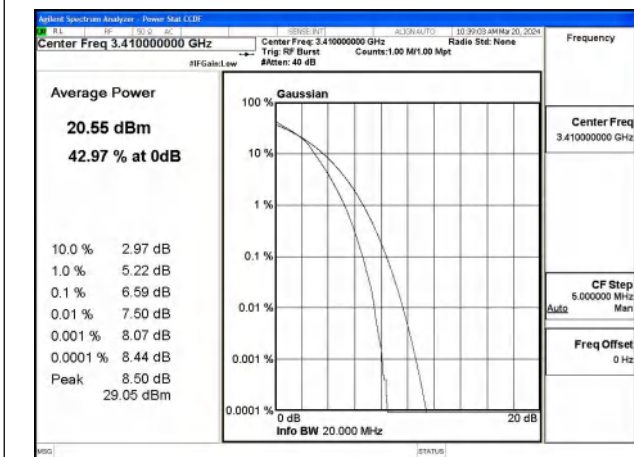 Agilent Spectrum Analyzer - Power Stat CCDF
RL RF 50 Ω AC SENSE:INT ALIGN AUTO 10:39:03 AM Mar 20, 2024
Center Freq 3.410000000 GHz
Center Freq: 3.410000000 GHz Radio Std: None
Trig: RF Burst Counts:1.00 M/1.00 Mpt
#IFGain:Low #Atten: 40 dB
Frequency
Average Power
20.55 dBm
42.97 % at 0dB
10.0 % 2.97 dB
1.0 % 5.22 dB
0.1 % 6.59 dB
0.01 % 7.50 dB
0.001 % 8.07 dB
0.0001 % 8.44 dB
Peak 8.50 dB
29.05 dBm
Gaussian
100 %
10 %
1 %
0.1 %
0.01 %
0.001 %
0.0001 %
0 dB 20 dB
Info BW 20.000 MHz
Center Freq
3.410000000 GHz
CF Step
5.000000 MHz
Auto Man
Freq Offset
0 Hz
MSG STATUS